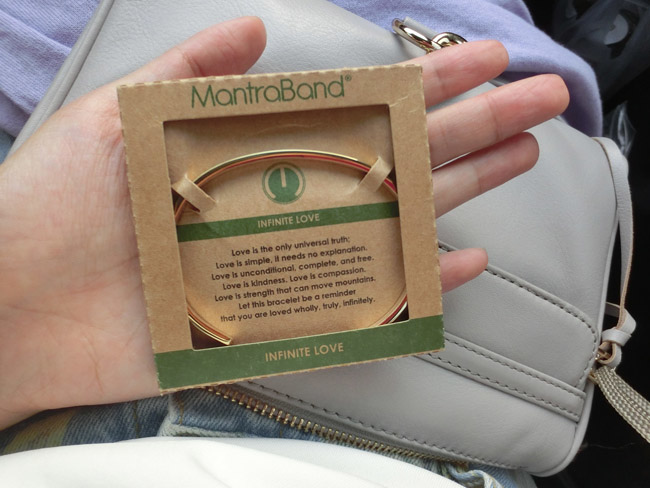 MantraBand®
INFINITE LOVE
Love is the only universal truth;
Love is simple, it needs no explanation.
Love is unconditional, complete, and free.
Love is kindness. Love is compassion.
Love is strength that can move mountains.
Let this bracelet be a reminder
that you are loved wholly, truly, infinitely.
INFINITE LOVE